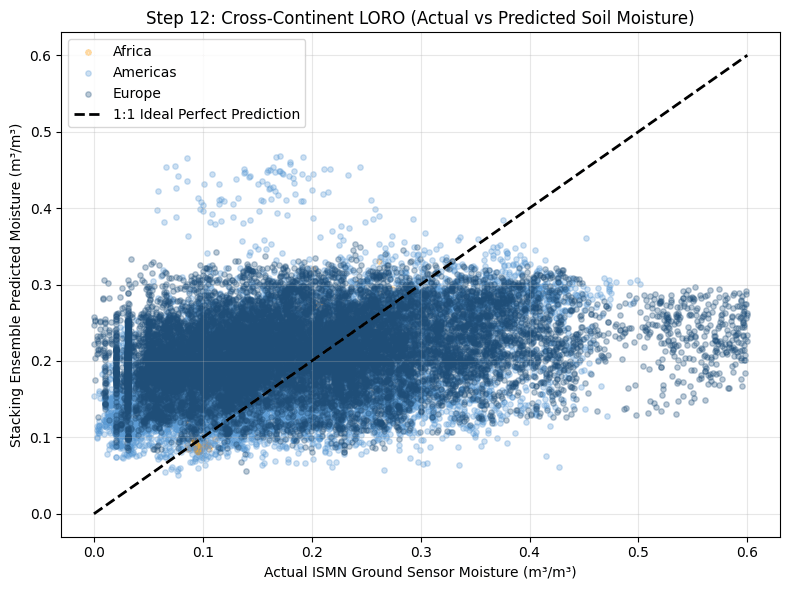 Step 12: Cross-Continent LORO (Actual vs Predicted Soil Moisture)
Africa
Americas
Europe
1:1 Ideal Perfect Prediction
Stacking Ensemble Predicted Moisture (m³/m³)
0.6
0.5
0.4
0.3
0.2
0.1
0.0
0.0 0.1 0.2 0.3 0.4 0.5 0.6
Actual ISMN Ground Sensor Moisture (m³/m³)